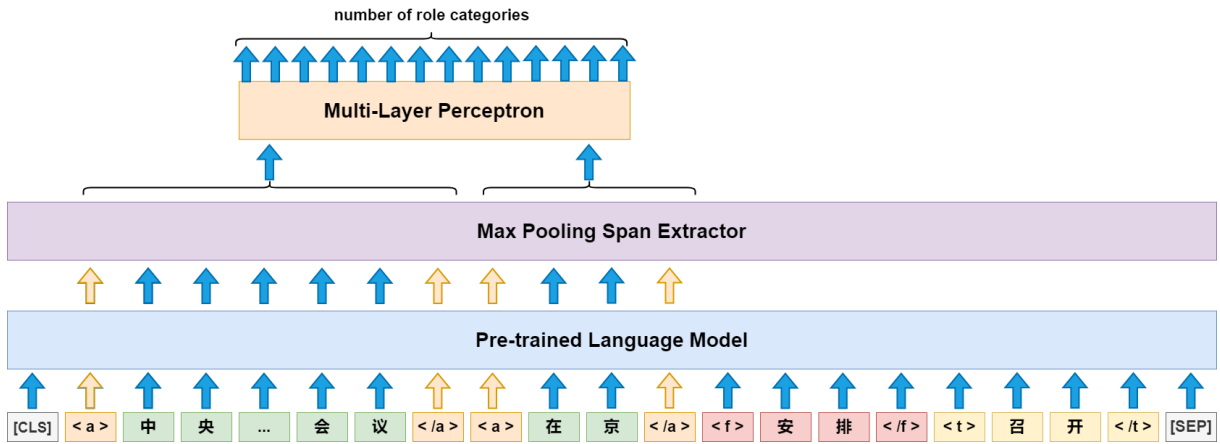 number of role categories
Multi-Layer Perceptron
Max Pooling Span Extractor
Pre-trained Language Model
[CLS] < a > 中 央 ... 会 议 < /a > < a > 在 京 < /a > < f > 安 排 < /f > < t > 召 开 < /t > [SEP]